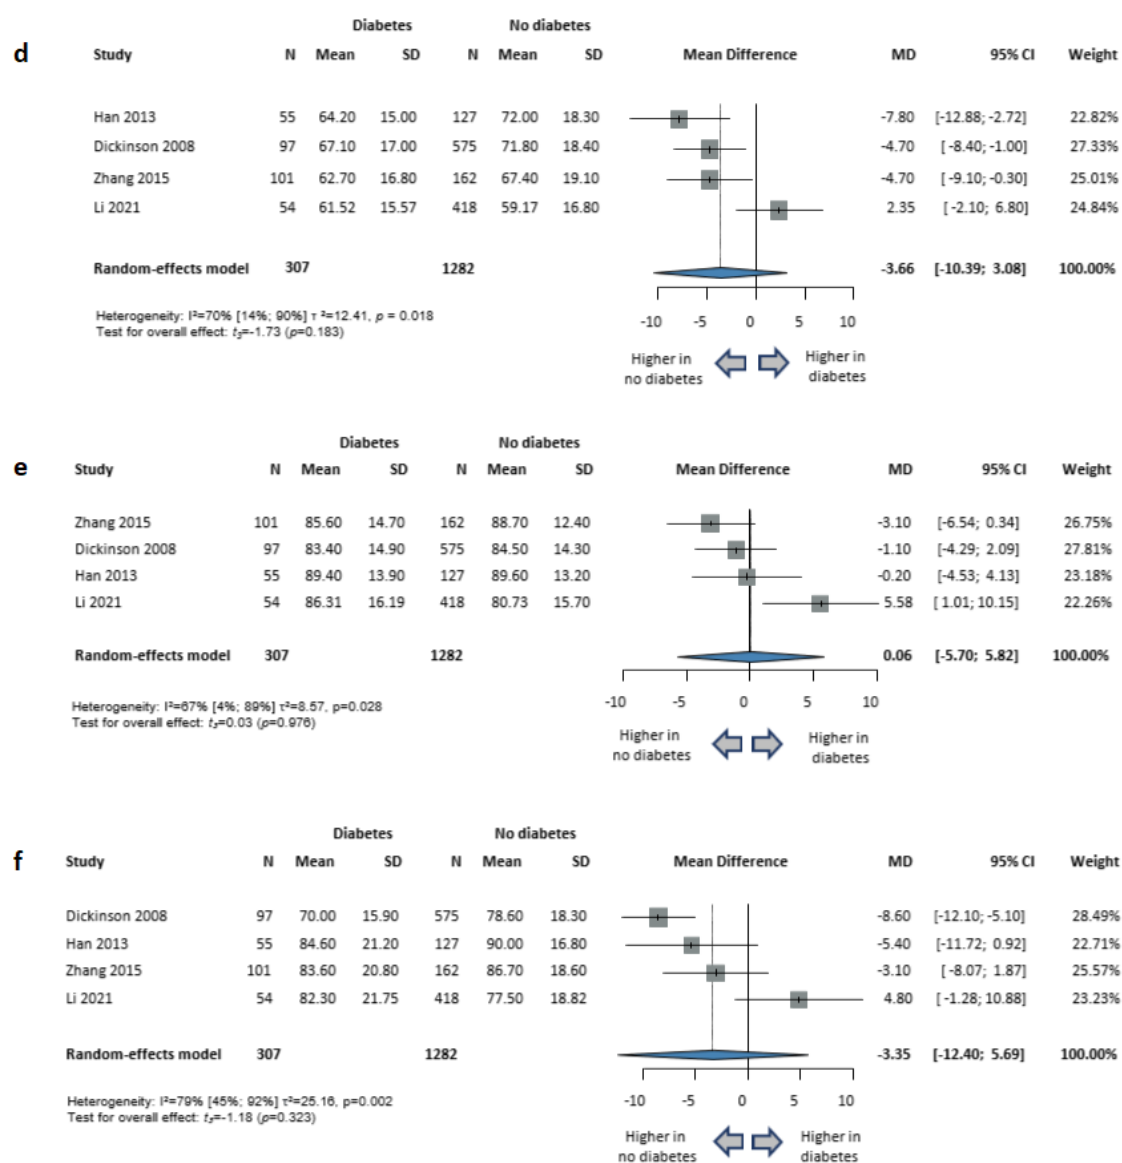 Diabetes No diabetes
d Study N Mean SD N Mean SD Mean Difference MD 95% CI Weight
Han 2013 55 64.20 15.00 127 72.00 18.30 -7.80 [-12.88; -2.72] 22.82%
Dickinson 2008 97 67.10 17.00 575 71.80 18.40 -4.70 [-8.40; -1.00] 27.33%
Zhang 2015 101 62.70 16.80 162 67.40 19.10 -4.70 [-9.10; -0.30] 25.01%
Li 2021 54 61.52 15.57 418 59.17 16.80 2.35 [-2.10; 6.80] 24.84%
Random-effects model 307 1282 -3.66 [-10.39; 3.08] 100.00%
Heterogeneity: I²=70% [14%; 90%] τ ²=12.41, p = 0.018
Test for overall effect: t₃=-1.73 (p=0.183)
-10 -5 0 5 10
Higher in Higher in
no diabetes diabetes
Diabetes No diabetes
e Study N Mean SD N Mean SD Mean Difference MD 95% CI Weight
Zhang 2015 101 85.60 14.70 162 88.70 12.40 -3.10 [-6.54; 0.34] 26.75%
Dickinson 2008 97 83.40 14.90 575 84.50 14.30 -1.10 [-4.29; 2.09] 27.81%
Han 2013 55 89.40 13.90 127 89.60 13.20 -0.20 [-4.53; 4.13] 23.18%
Li 2021 54 86.31 16.19 418 80.73 15.70 5.58 [ 1.01; 10.15] 22.26%
Random-effects model 307 1282 0.06 [-5.70; 5.82] 100.00%
Heterogeneity: I²=67% [4%; 89%] τ²=8.57, p=0.028
Test for overall effect: t₃=0.03 (p=0.976)
-10 -5 0 5 10
Higher in Higher in
no diabetes diabetes
Diabetes No diabetes
f Study N Mean SD N Mean SD Mean Difference MD 95% CI Weight
Dickinson 2008 97 70.00 15.90 575 78.60 18.30 -8.60 [-12.10; -5.10] 28.49%
Han 2013 55 84.60 21.20 127 90.00 16.80 -5.40 [-11.72; 0.92] 22.71%
Zhang 2015 101 83.60 20.80 162 86.70 18.60 -3.10 [-8.07; 1.87] 25.57%
Li 2021 54 82.30 21.75 418 77.50 18.82 4.80 [-1.28; 10.88] 23.23%
Random-effects model 307 1282 -3.35 [-12.40; 5.69] 100.00%
Heterogeneity: I²=79% [45%; 92%] τ²=25.16, p=0.002
Test for overall effect: t₃=-1.18 (p=0.323)
-10 -5 0 5 10
Higher in Higher in
no diabetes diabetes